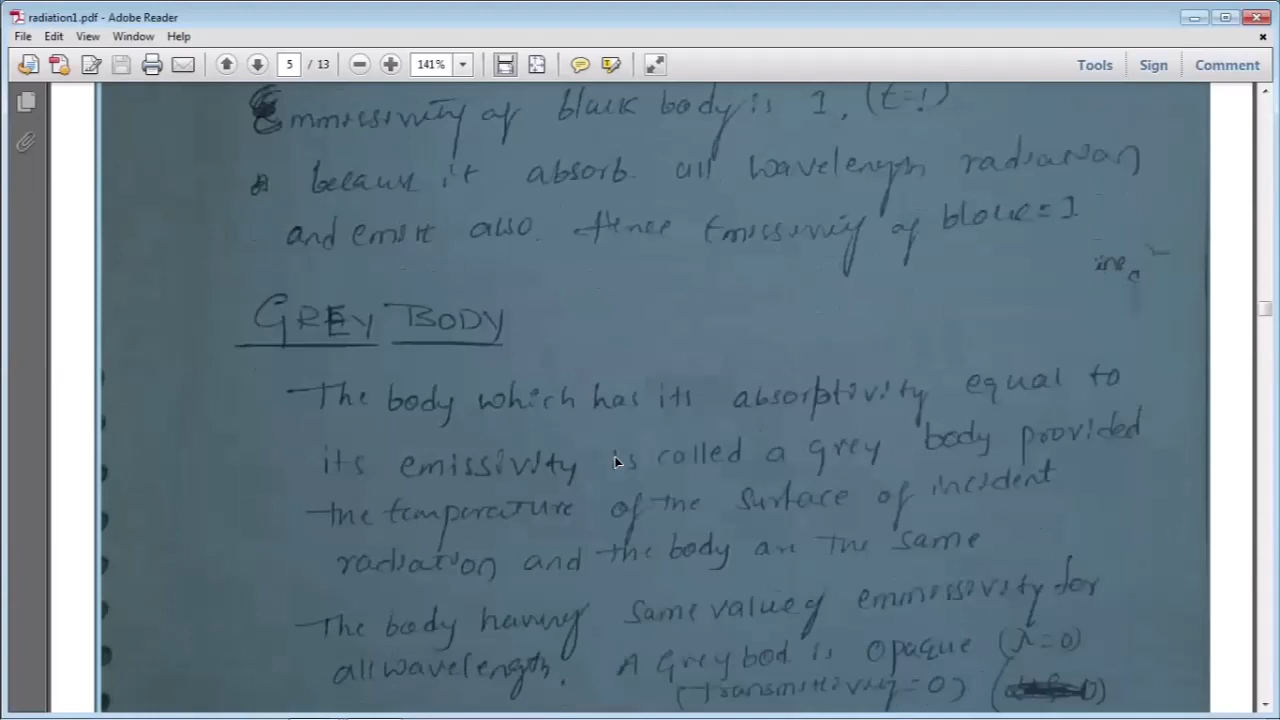 radiation1.pdf - Adobe Reader
File Edit View Window Help
5 / 13 141% Tools Sign Comment
Emmissivity of black body is 1. (ε=1)
because it absorb all wavelength radiation
and emit also. Hence Emissivity of black=1
GREY BODY
The body which has its absorptivity equal to
its emissivity is called a grey body provided
the temperature of the surface of incident
radiation and the body are the same
The body having same value of emmissivity for
all wavelength. A Grey bod is opaque (λ=0)
(Transmitivity=0)